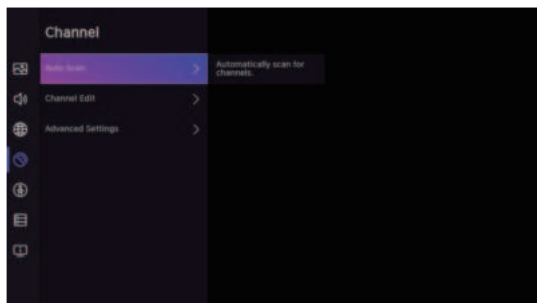 Channel
Auto Scan
Automatically scan for
channels.
Channel Edit
Advanced Settings